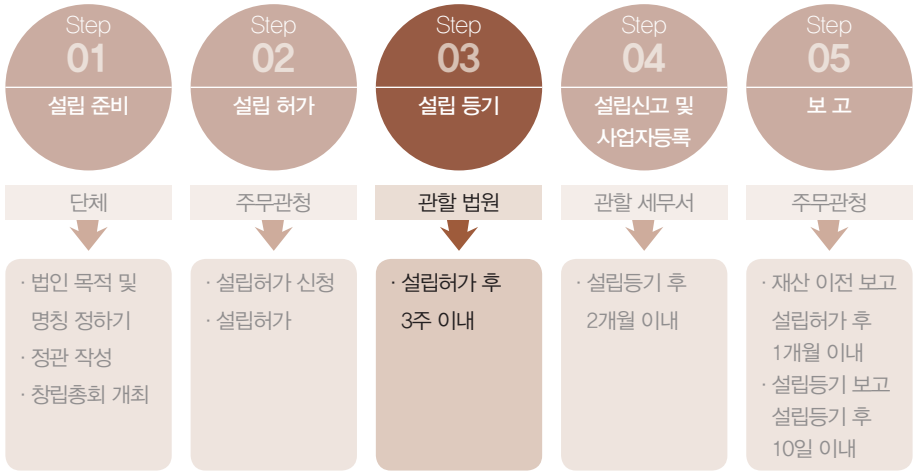 Step
01
설립 준비
단체
· 법인 목적 및
명칭 정하기
· 정관 작성
· 창립총회 개최
Step
02
설립 허가
주무관청
· 설립허가 신청
· 설립허가
Step
03
설립 등기
관할 법원
· 설립허가 후
3주 이내
Step
04
설립신고 및
사업자등록
관할 세무서
· 설립등기 후
2개월 이내
Step
05
보 고
주무관청
· 재산 이전 보고
설립허가 후
1개월 이내
· 설립등기 보고
설립등기 후
10일 이내